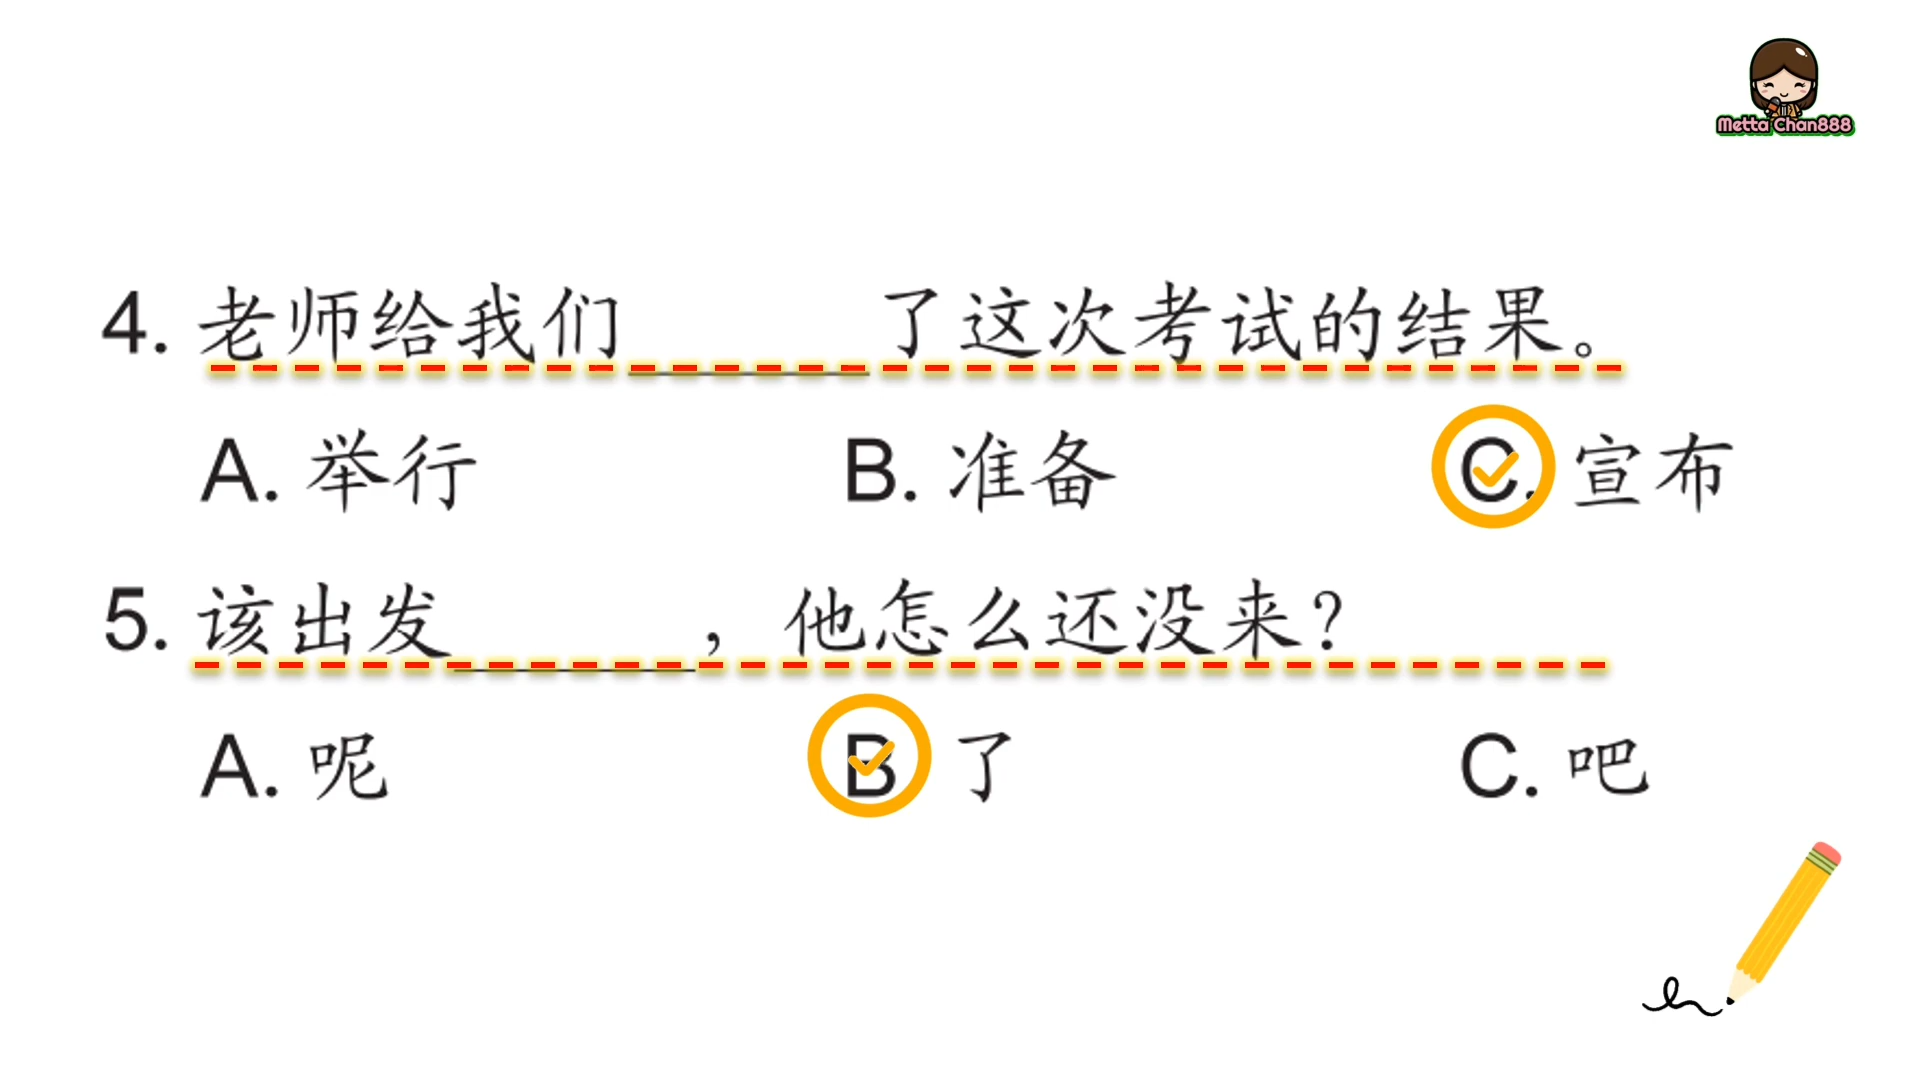 Metta Chan888
4. 老师给我们______了这次考试的结果。
A. 举行 B. 准备 C. 宣布
5. 该出发______，他怎么还没来？
A. 呢 B 了 C. 吧